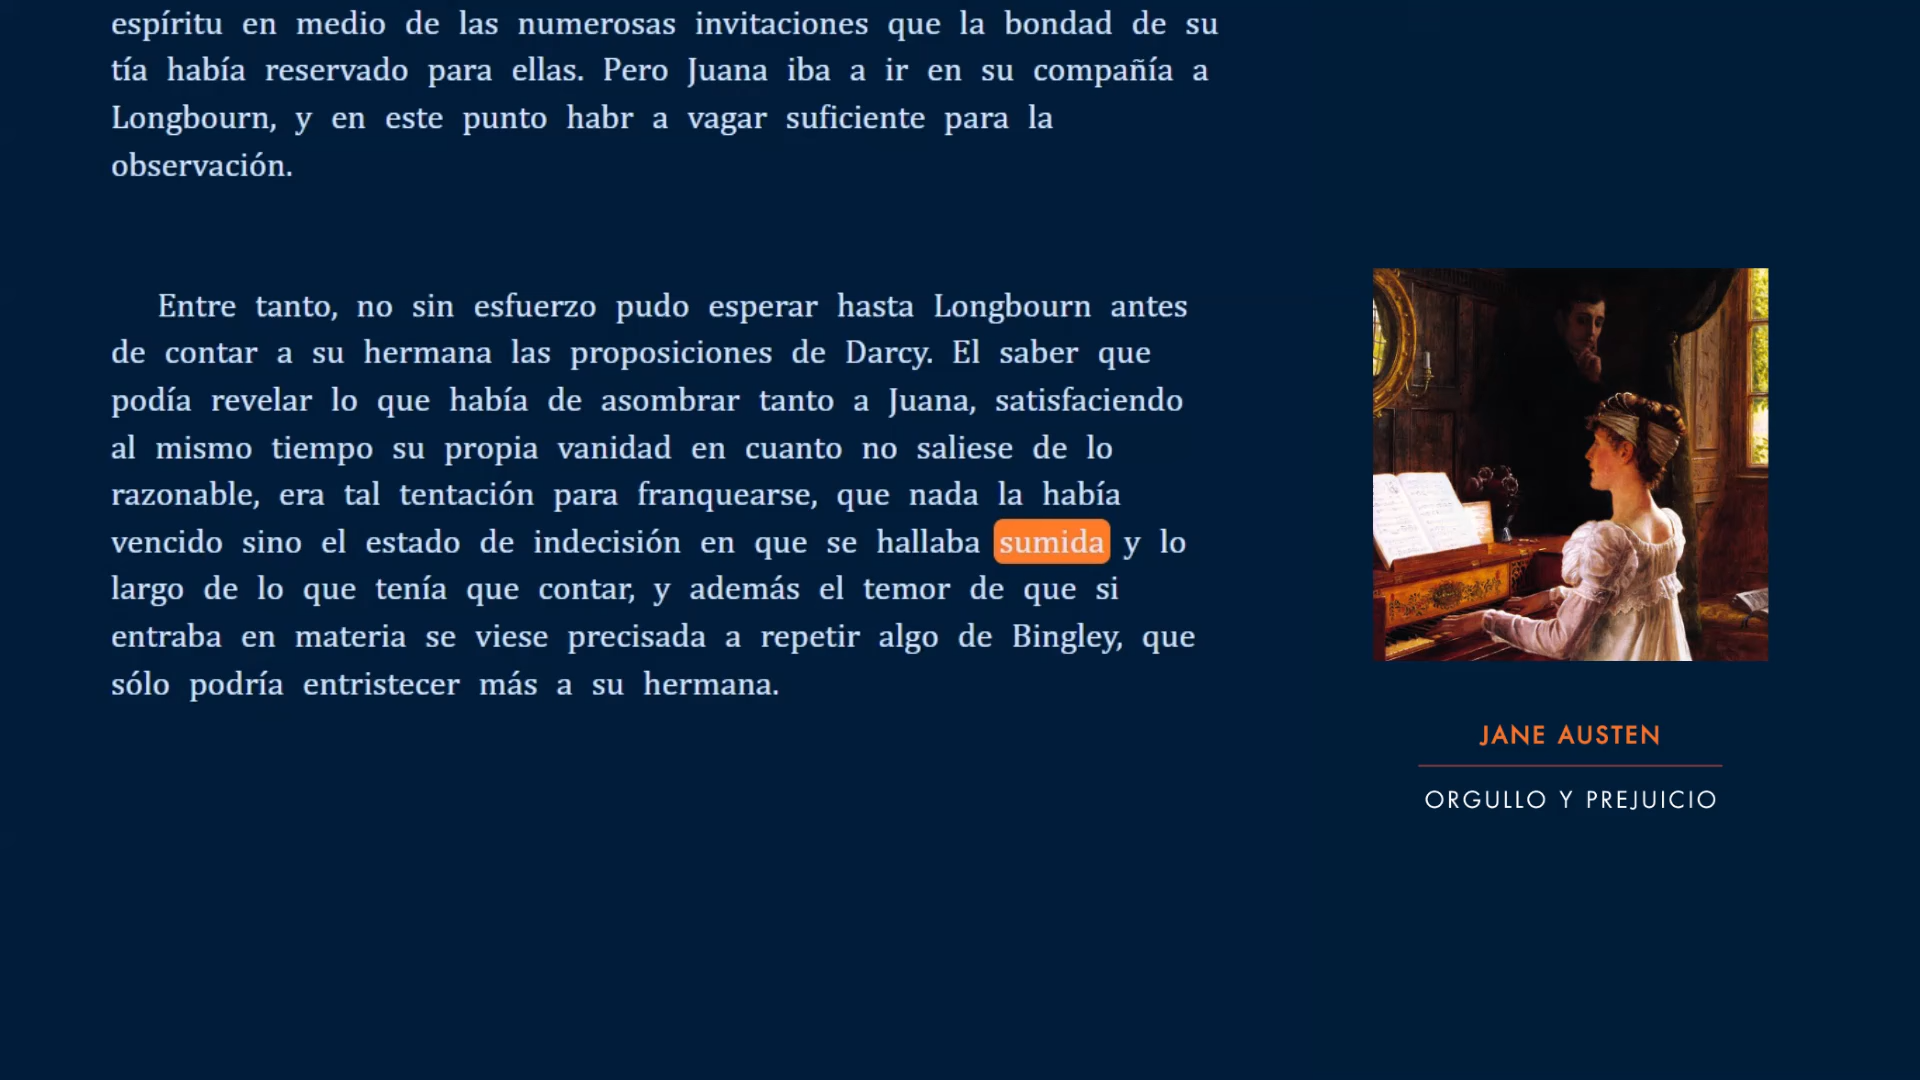 espíritu en medio de las numerosas invitaciones que la bondad de su
tía había reservado para ellas. Pero Juana iba a ir en su compañía a
Longbourn, y en este punto habr a vagar suficiente para la
observación.
Entre tanto, no sin esfuerzo pudo esperar hasta Longbourn antes
de contar a su hermana las proposiciones de Darcy. El saber que
podía revelar lo que había de asombrar tanto a Juana, satisfaciendo
al mismo tiempo su propia vanidad en cuanto no saliese de lo
razonable, era tal tentación para franquearse, que nada la había
vencido sino el estado de indecisión en que se hallaba sumida y lo
largo de lo que tenía que contar, y además el temor de que si
entraba en materia se viese precisada a repetir algo de Bingley, que
sólo podría entristecer más a su hermana.
JANE AUSTEN
ORGULLO Y PREJUICIO